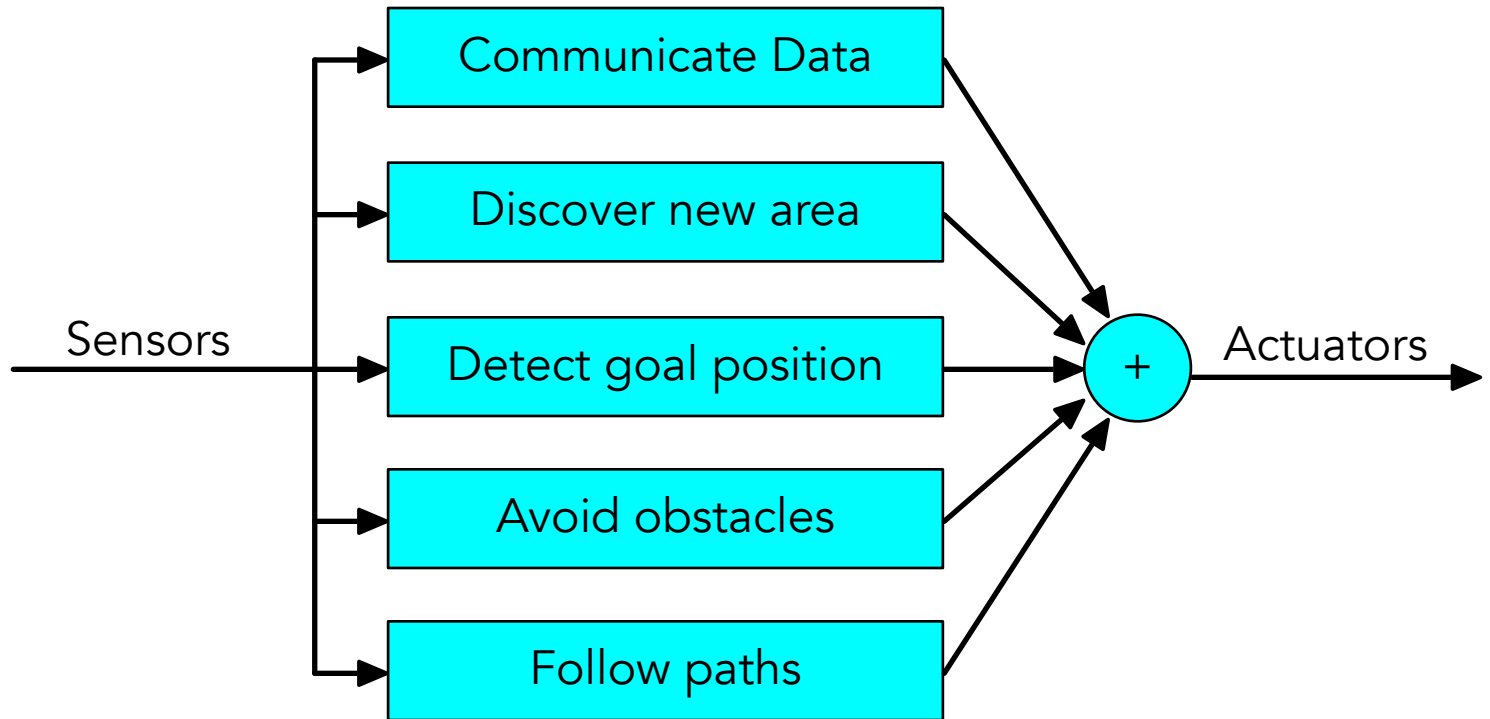 Communicate Data
Discover new area
Sensors
Detect goal position
+
Actuators
Avoid obstacles
Follow paths